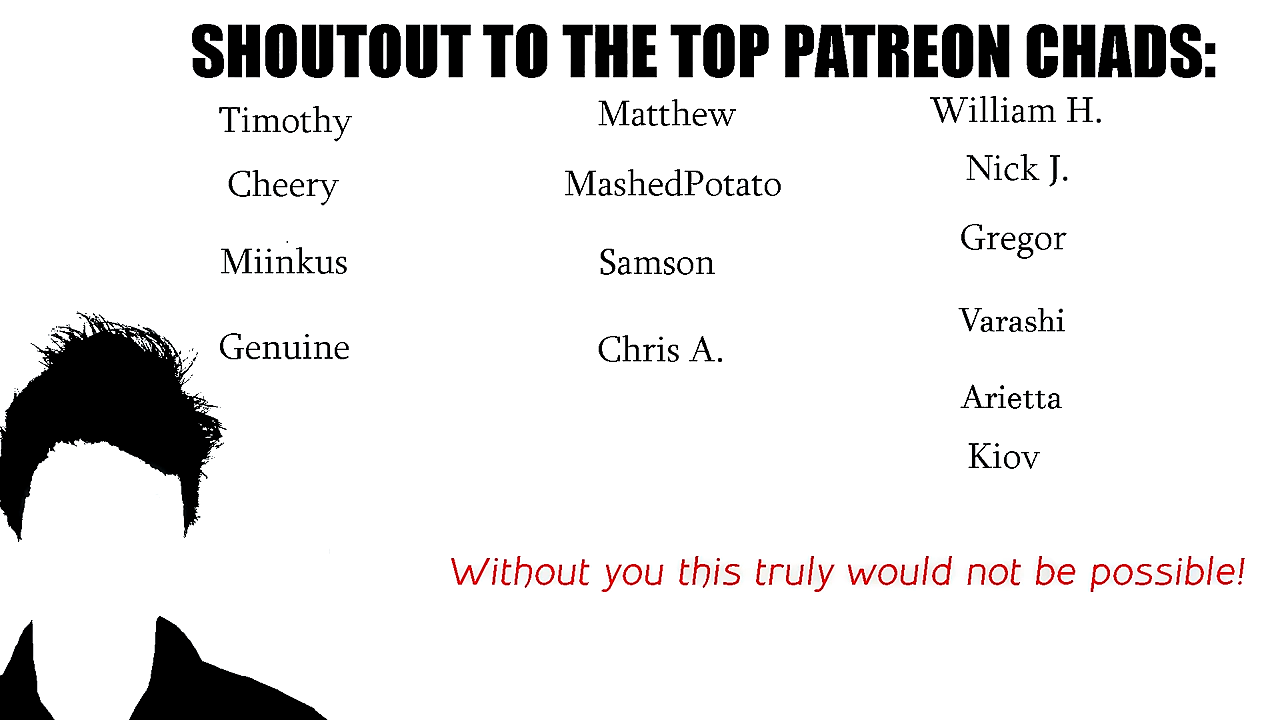 SHOUTOUT TO THE TOP PATREON CHADS:
Timothy
Cheery
Miinkus
Genuine
Matthew
MashedPotato
Samson
Chris A.
William H.
Nick J.
Gregor
Varashi
Arietta
Kiov
Without you this truly would not be possible!